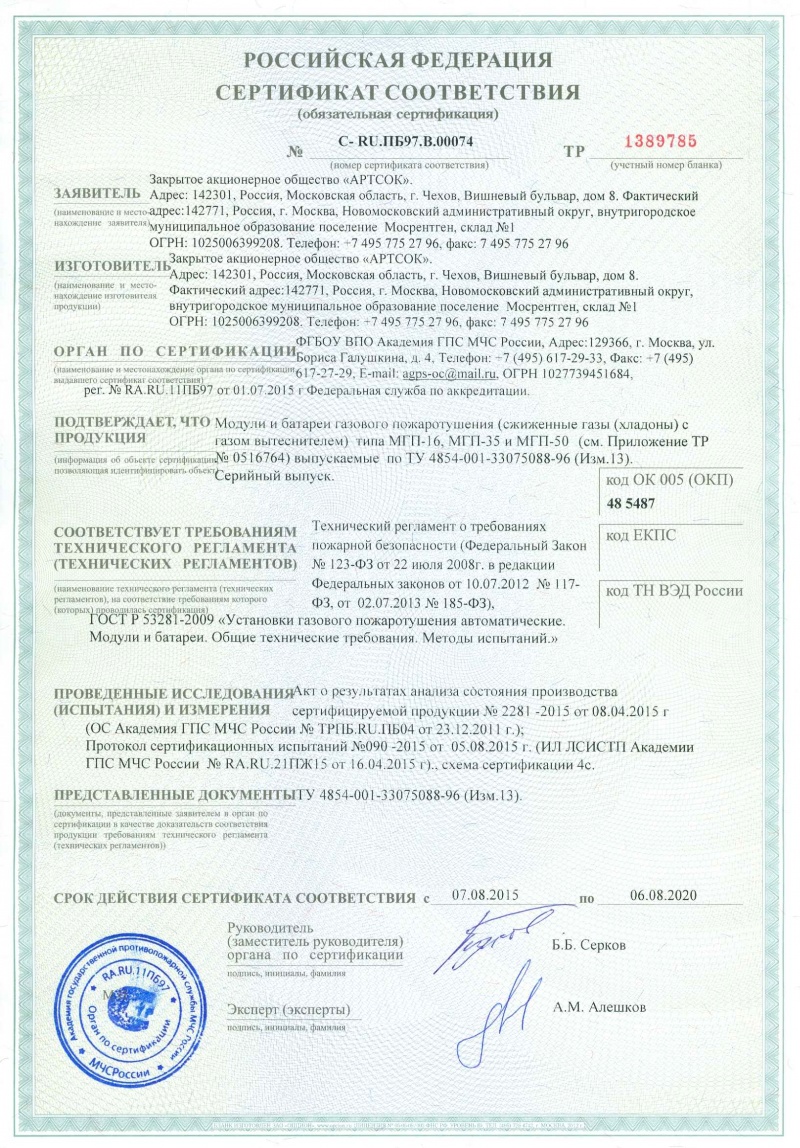 РОССИЙСКАЯ ФЕДЕРАЦИЯ
СЕРТИФИКАТ СООТВЕТСТВИЯ
(обязательная сертификация)
№ С- RU.ПБ97.В.00074
ТР 1389785
(номер сертификата соответствия)
(учетный номер бланка)
ЗАЯВИТЕЛЬ
(наименование и место-
нахождение заявителя)
Закрытое акционерное общество «АРТСОК».
Адрес: 142301, Россия, Московская область, г. Чехов, Вишневый бульвар, дом 8. Фактический
адрес:142771, Россия, г. Москва, Новомосковский административный округ, внутригородское
муниципальное образование поселение Мосрентген, склад №1
ОГРН: 1025006399208. Телефон: +7 495 775 27 96, факс: 7 495 775 27 96
ИЗГОТОВИТЕЛЬ
(наименование и место-
нахождение изготовителя
продукции)
Закрытое акционерное общество «АРТСОК».
Адрес: 142301, Россия, Московская область, г. Чехов, Вишневый бульвар, дом 8.
Фактический адрес:142771, Россия, г. Москва, Новомосковский административный округ,
внутригородское муниципальное образование поселение Мосрентген, склад №1
ОГРН: 1025006399208. Телефон: +7 495 775 27 96, факс: 7 495 775 27 96
ОРГАН ПО СЕРТИФИКАЦИИ
(наименование и местонахождение органа по сертификации
выдавшего сертификат соответствия)
ФГБОУ ВПО Академия ГПС МЧС России, Адрес:129366, г. Москва, ул.
Бориса Галушкина, д. 4, Телефон: +7 (495) 617-29-33, Факс: +7 (495)
617-27-29, E-mail: agps-oc@mail.ru, ОГРН 1027739451684,
рег. № RA.RU.11ПБ97 от 01.07.2015 г Федеральная служба по аккредитации.
ПОДТВЕРЖДАЕТ, ЧТО
ПРОДУКЦИЯ
(информация об объекте сертификации,
позволяющая идентифицировать объект)
Модули и батареи газового пожаротушения (сжиженные газы (хладоны) с
газом вытеснителем) типа МГП-16, МГП-35 и МГП-50 (см. Приложение ТР
№ 0516764) выпускаемые по ТУ 4854-001-33075088-96 (Изм.13).
Серийный выпуск.
код ОК 005 (ОКП)
48 5487
код ЕКПС
код ТН ВЭД России
СООТВЕТСТВУЕТ ТРЕБОВАНИЯМ
ТЕХНИЧЕСКОГО РЕГЛАМЕНТА
(ТЕХНИЧЕСКИХ РЕГЛАМЕНТОВ)
(наименование технического регламента (технических
регламентов), на соответствие требованиям которого
(которых) проводилась сертификация)
Технический регламент о требованиях
пожарной безопасности (Федеральный Закон
№ 123-ФЗ от 22 июля 2008г. в редакции
Федеральных законов от 10.07.2012 № 117-
ФЗ, от 02.07.2013 № 185-ФЗ),
ГОСТ Р 53281-2009 «Установки газового пожаротушения автоматические.
Модули и батареи. Общие технические требования. Методы испытаний.»
ПРОВЕДЕННЫЕ ИССЛЕДОВАНИЯ
(ИСПЫТАНИЯ) И ИЗМЕРЕНИЯ
Акт о результатах анализа состояния производства
сертифицируемой продукции № 2281 -2015 от 08.04.2015 г
(ОС Академия ГПС МЧС России № ТРПБ.RU.ПБ04 от 23.12.2011 г.);
Протокол сертификационных испытаний №090 -2015 от 05.08.2015 г. (ИЛ ЛСИСТП Академии
ГПС МЧС России № RA.RU.21ПЖ15 от 16.04.2015 г)., схема сертификации 4с.
ПРЕДСТАВЛЕННЫЕ ДОКУМЕНТЫ
ТУ 4854-001-33075088-96 (Изм.13).
(документы, представленные заявителем в орган по
сертификации в качестве доказательств соответствия
продукции требованиям технического регламента
(технических регламентов))
СРОК ДЕЙСТВИЯ СЕРТИФИКАТА СООТВЕТСТВИЯ с 07.08.2015 по 06.08.2020
Руководитель
(заместитель руководителя)
органа по сертификации
подпись, инициалы, фамилия
Б.Б. Серков
Эксперт (эксперты)
подпись, инициалы, фамилия
А.М. Алешков
Академия государственной противопожарной службы МЧС России
RA.RU.11ПБ97
Орган по сертификации
МЧС России